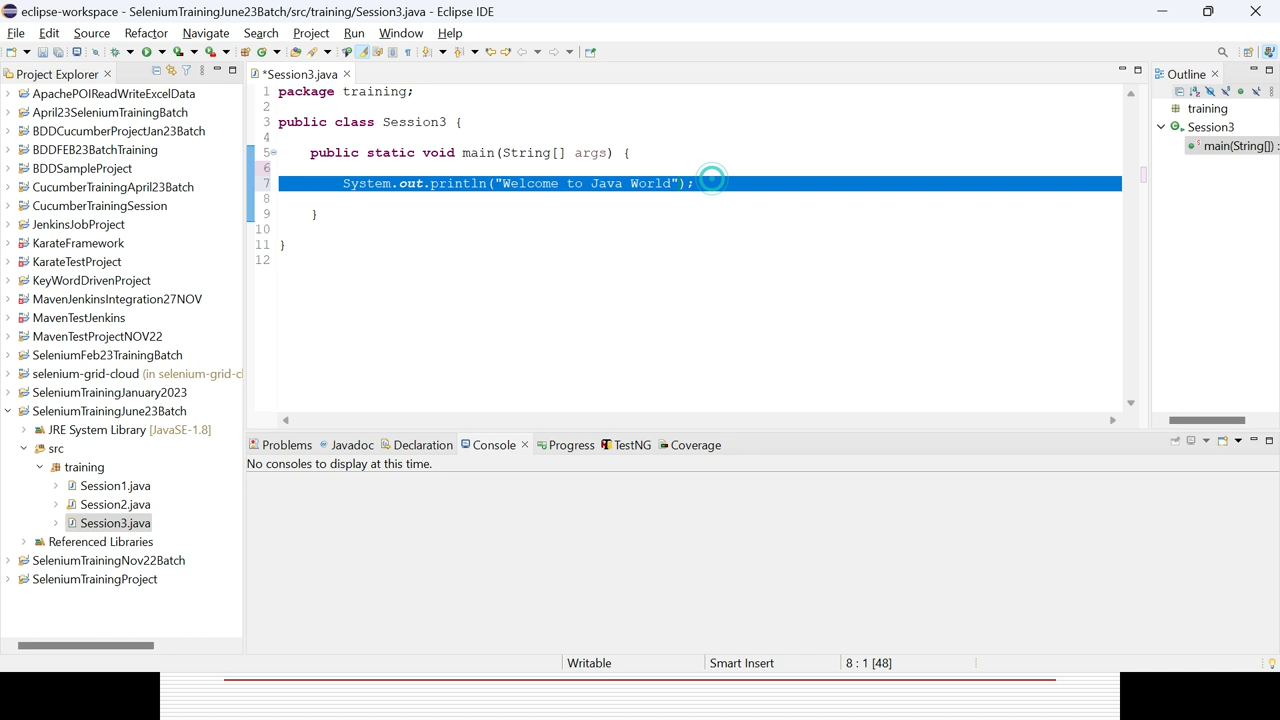 eclipse-workspace - SeleniumTrainingJune23Batch/src/training/Session3.java - Eclipse IDE
File Edit Source Refactor Navigate Search Project Run Window Help
Project Explorer
ApachePOIReadWriteExcelData
April23SeleniumTrainingBatch
BDDCucumberProjectJan23Batch
BDDFEB23BatchTraining
BDDSampleProject
CucumberTrainingApril23Batch
CucumberTrainingSession
JenkinsJobProject
KarateFramework
KarateTestProject
KeyWordDrivenProject
MavenJenkinsIntegration27NOV
MavenTestJenkins
MavenTestProjectNOV22
SeleniumFeb23TrainingBatch
selenium-grid-cloud (in selenium-grid-cl
SeleniumTrainingJanuary2023
SeleniumTrainingJune23Batch
JRE System Library [JavaSE-1.8]
src
training
Session1.java
Session2.java
Session3.java
Referenced Libraries
SeleniumTrainingNov22Batch
SeleniumTrainingProject
*Session3.java
1 package training;
2
3 public class Session3 {
4
5 public static void main(String[] args) {
6
7 System.out.println("Welcome to Java World");
8
9 }
10
11 }
12
Outline
training
Session3
main(String[]) :
Problems Javadoc Declaration Console Progress TestNG Coverage
No consoles to display at this time.
Writable Smart Insert 8 : 1 [48]